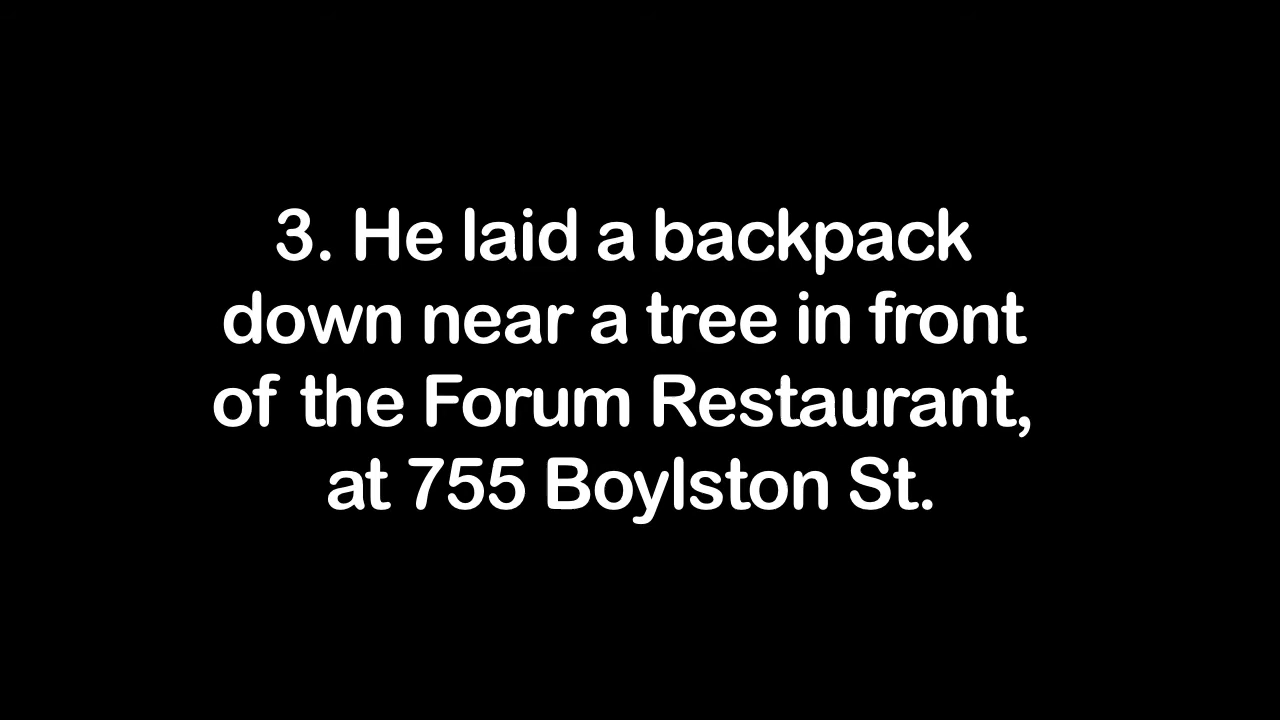 3. He laid a backpack
down near a tree in front
of the Forum Restaurant,
at 755 Boylston St.